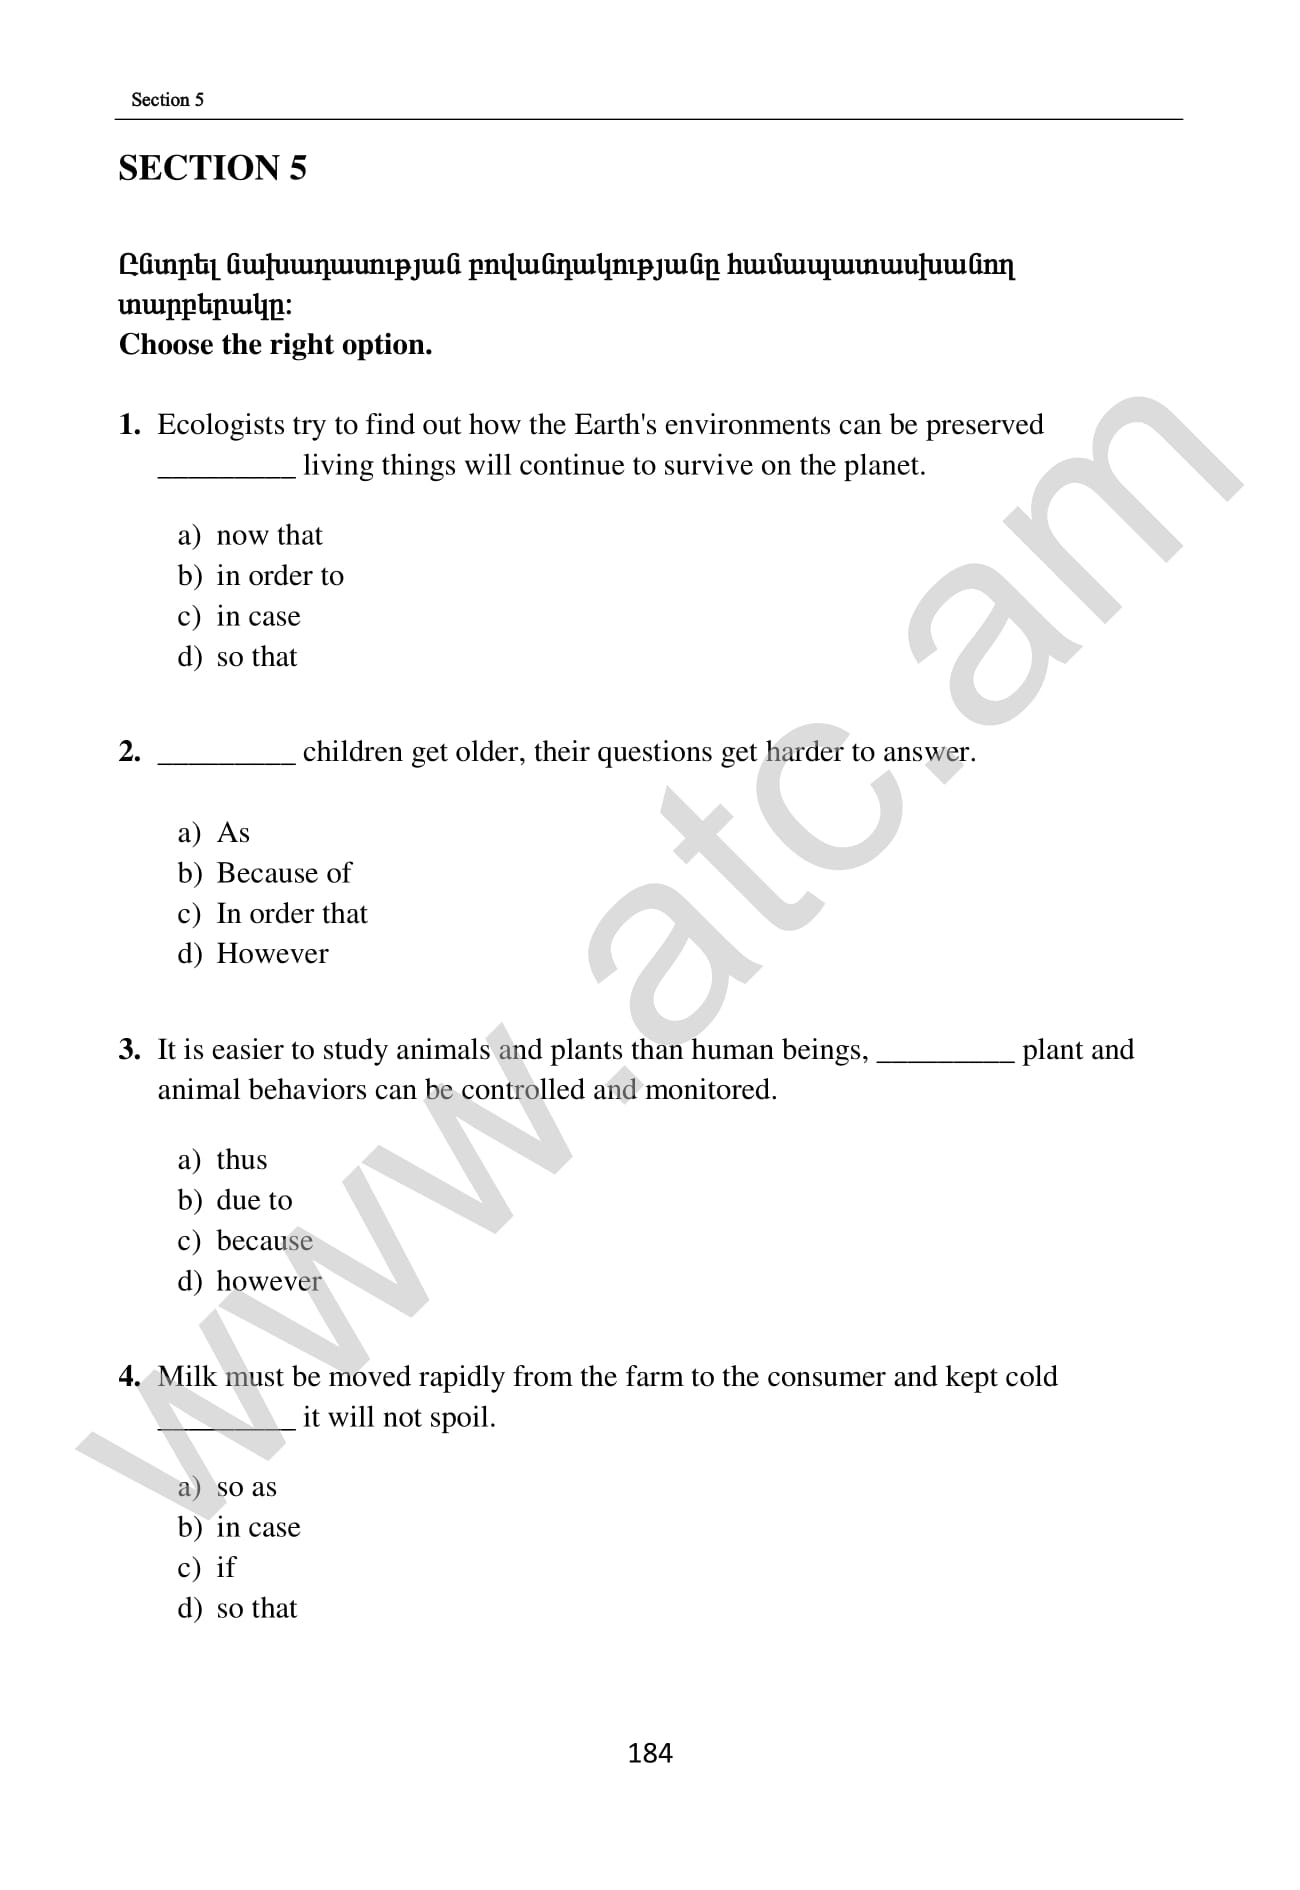 Section 5
SECTION 5
Ընտրել նախադասության բովանդակությանը համապատասխանող
տարբերակը:
Choose the right option.
1. Ecologists try to find out how the Earth's environments can be preserved
_________ living things will continue to survive on the planet.
a) now that
b) in order to
c) in case
d) so that
2. _________ children get older, their questions get harder to answer.
a) As
b) Because of
c) In order that
d) However
3. It is easier to study animals and plants than human beings, _________ plant and
animal behaviors can be controlled and monitored.
a) thus
b) due to
c) because
d) however
4. Milk must be moved rapidly from the farm to the consumer and kept cold
_________ it will not spoil.
a) so as
b) in case
c) if
d) so that
184
www.atc.am